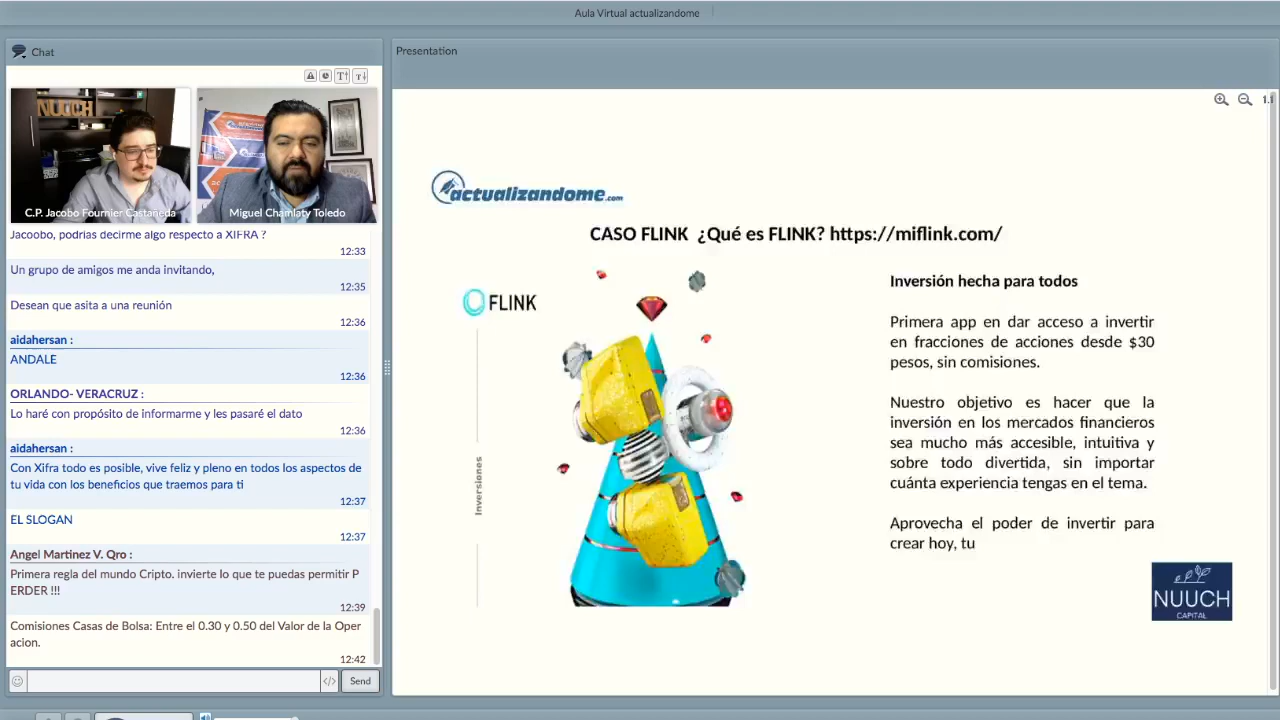 Aula Virtual actualizandome
Chat
NUUCH
C.P. Jacobo Fournier Castañeda
Miguel Chamlaty Toledo
Jacoobo, podrías decirme algo respecto a XIFRA ?
12:33
Un grupo de amigos me anda invitando,
12:35
Desean que asita a una reunión
12:36
aidahersan :
ANDALE
12:36
ORLANDO- VERACRUZ :
Lo haré con propósito de informarme y les pasaré el dato
12:36
aidahersan :
Con Xifra todo es posible, vive feliz y pleno en todos los aspectos de
tu vida con los beneficios que traemos para ti
12:37
EL SLOGAN
12:37
Angel Martinez V. Qro :
Primera regla del mundo Cripto. invierte lo que te puedas permitir P
ERDER !!!
12:39
Comisiones Casas de Bolsa: Entre el 0.30 y 0.50 del Valor de la Oper
acion.
12:42
Send
Presentation
actualizandome.com
CASO FLINK ¿Qué es FLINK? https://miflink.com/
FLINK
Inversiones
Inversión hecha para todos
Primera app en dar acceso a invertir
en fracciones de acciones desde $30
pesos, sin comisiones.
Nuestro objetivo es hacer que la
inversión en los mercados financieros
sea mucho más accesible, intuitiva y
sobre todo divertida, sin importar
cuánta experiencia tengas en el tema.
Aprovecha el poder de invertir para
crear hoy, tu
NUUCH
CAPITAL